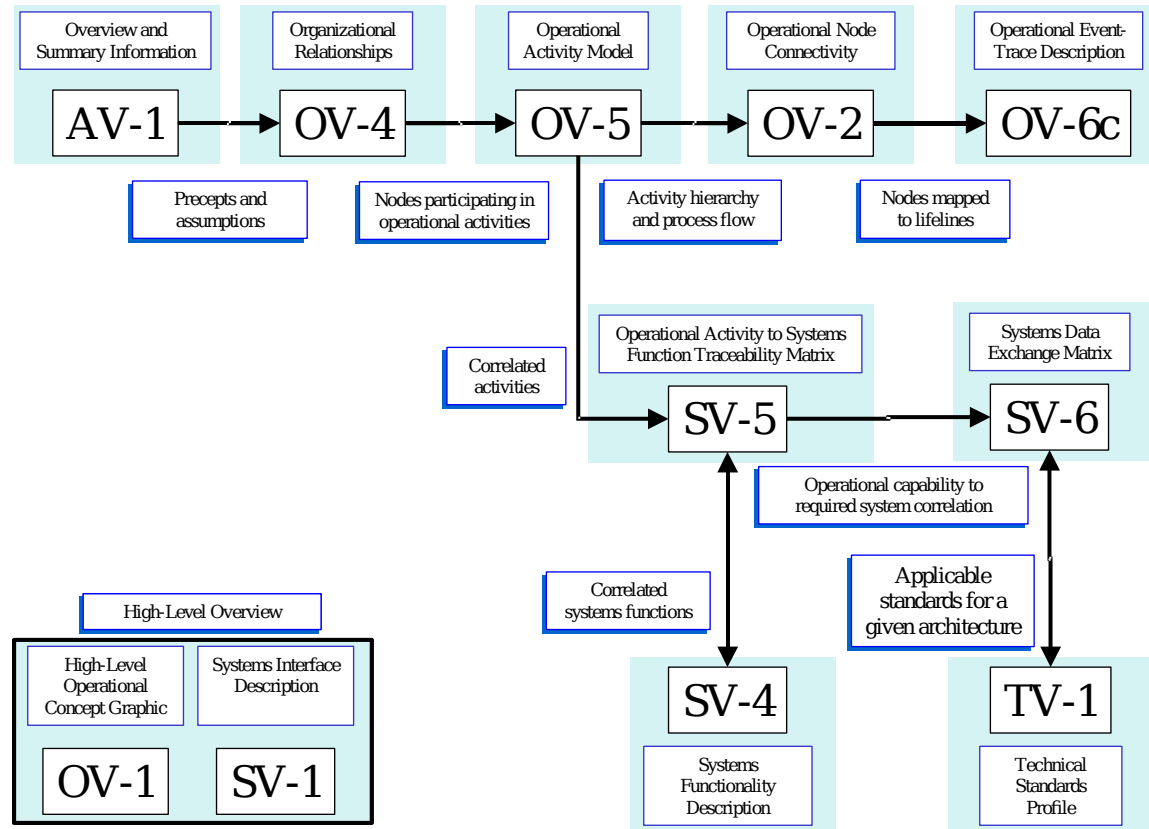 Overview and
Summary Information
Organizational
Relationships
Operational
Activity Model
Operational Node
Connectivity
Operational Event-
Trace Description
AV-1
OV-4
OV-5
OV-2
OV-6c
Precepts and
assumptions
Nodes participating in
operational activities
Activity hierarchy
and process flow
Nodes mapped
to lifelines
Operational Activity to Systems
Function Traceability Matrix
Systems Data
Exchange Matrix
Correlated
activities
SV-5
SV-6
Operational capability to
required system correlation
Correlated
systems functions
Applicable
standards for a
given architecture
High-Level Overview
High-Level
Operational
Concept Graphic
Systems Interface
Description
OV-1
SV-1
SV-4
TV-1
Systems
Functionality
Description
Technical
Standards
Profile